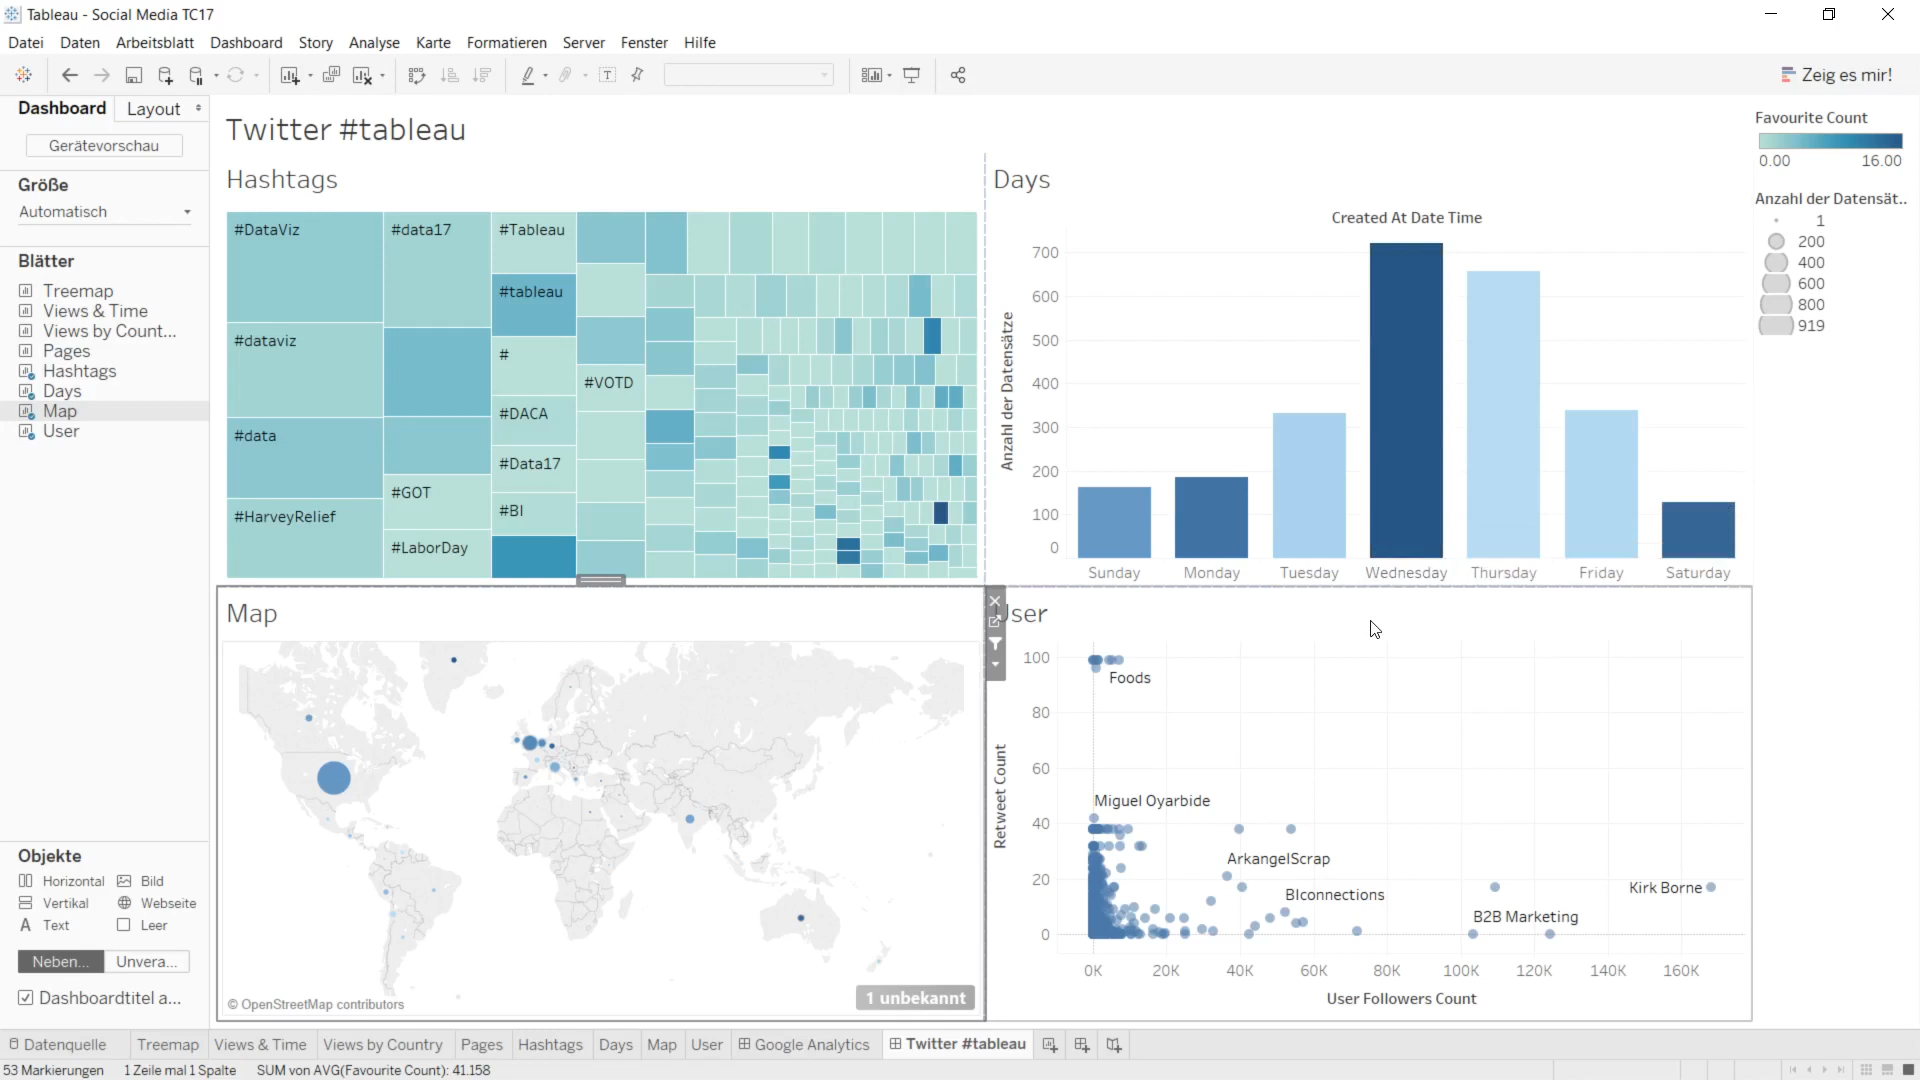 Tableau - Social Media TC17
Datei Daten Arbeitsblatt Dashboard Story Analyse Karte Formatieren Server Fenster Hilfe
Zeig es mir!
Dashboard Layout
Gerätevorschau
Größe
Automatisch
Blätter
Treemap
Views & Time
Views by Count...
Pages
Hashtags
Days
Map
User
Objekte
Horizontal Bild
Vertikal Webseite
Text Leer
Neben... Unvera...
Dashboardtitel a...
Twitter #tableau
Hashtags
#DataViz
#dataviz
#data
#HarveyRelief
#data17
#GOT
#LaborDay
#Tableau
#tableau
#
#DACA
#Data17
#BI
#VOTD
Days
Created At Date Time
Anzahl der Datensätze
700
600
500
400
300
200
100
0
Sunday Monday Tuesday Wednesday Thursday Friday Saturday
Favourite Count
0.00 16.00
Anzahl der Datensät..
1
200
400
600
800
919
Map
© OpenStreetMap contributors
1 unbekannt
User
Retweet Count
100
80
60
40
20
0
Foods
Miguel Oyarbide
ArkangelScrap
BIconnections
Kirk Borne
B2B Marketing
0K 20K 40K 60K 80K 100K 120K 140K 160K
User Followers Count
Datenquelle Treemap Views & Time Views by Country Pages Hashtags Days Map User Google Analytics Twitter #tableau
53 Markierungen 1 Zeile mal 1 Spalte SUM von AVG(Favourite Count): 41.158